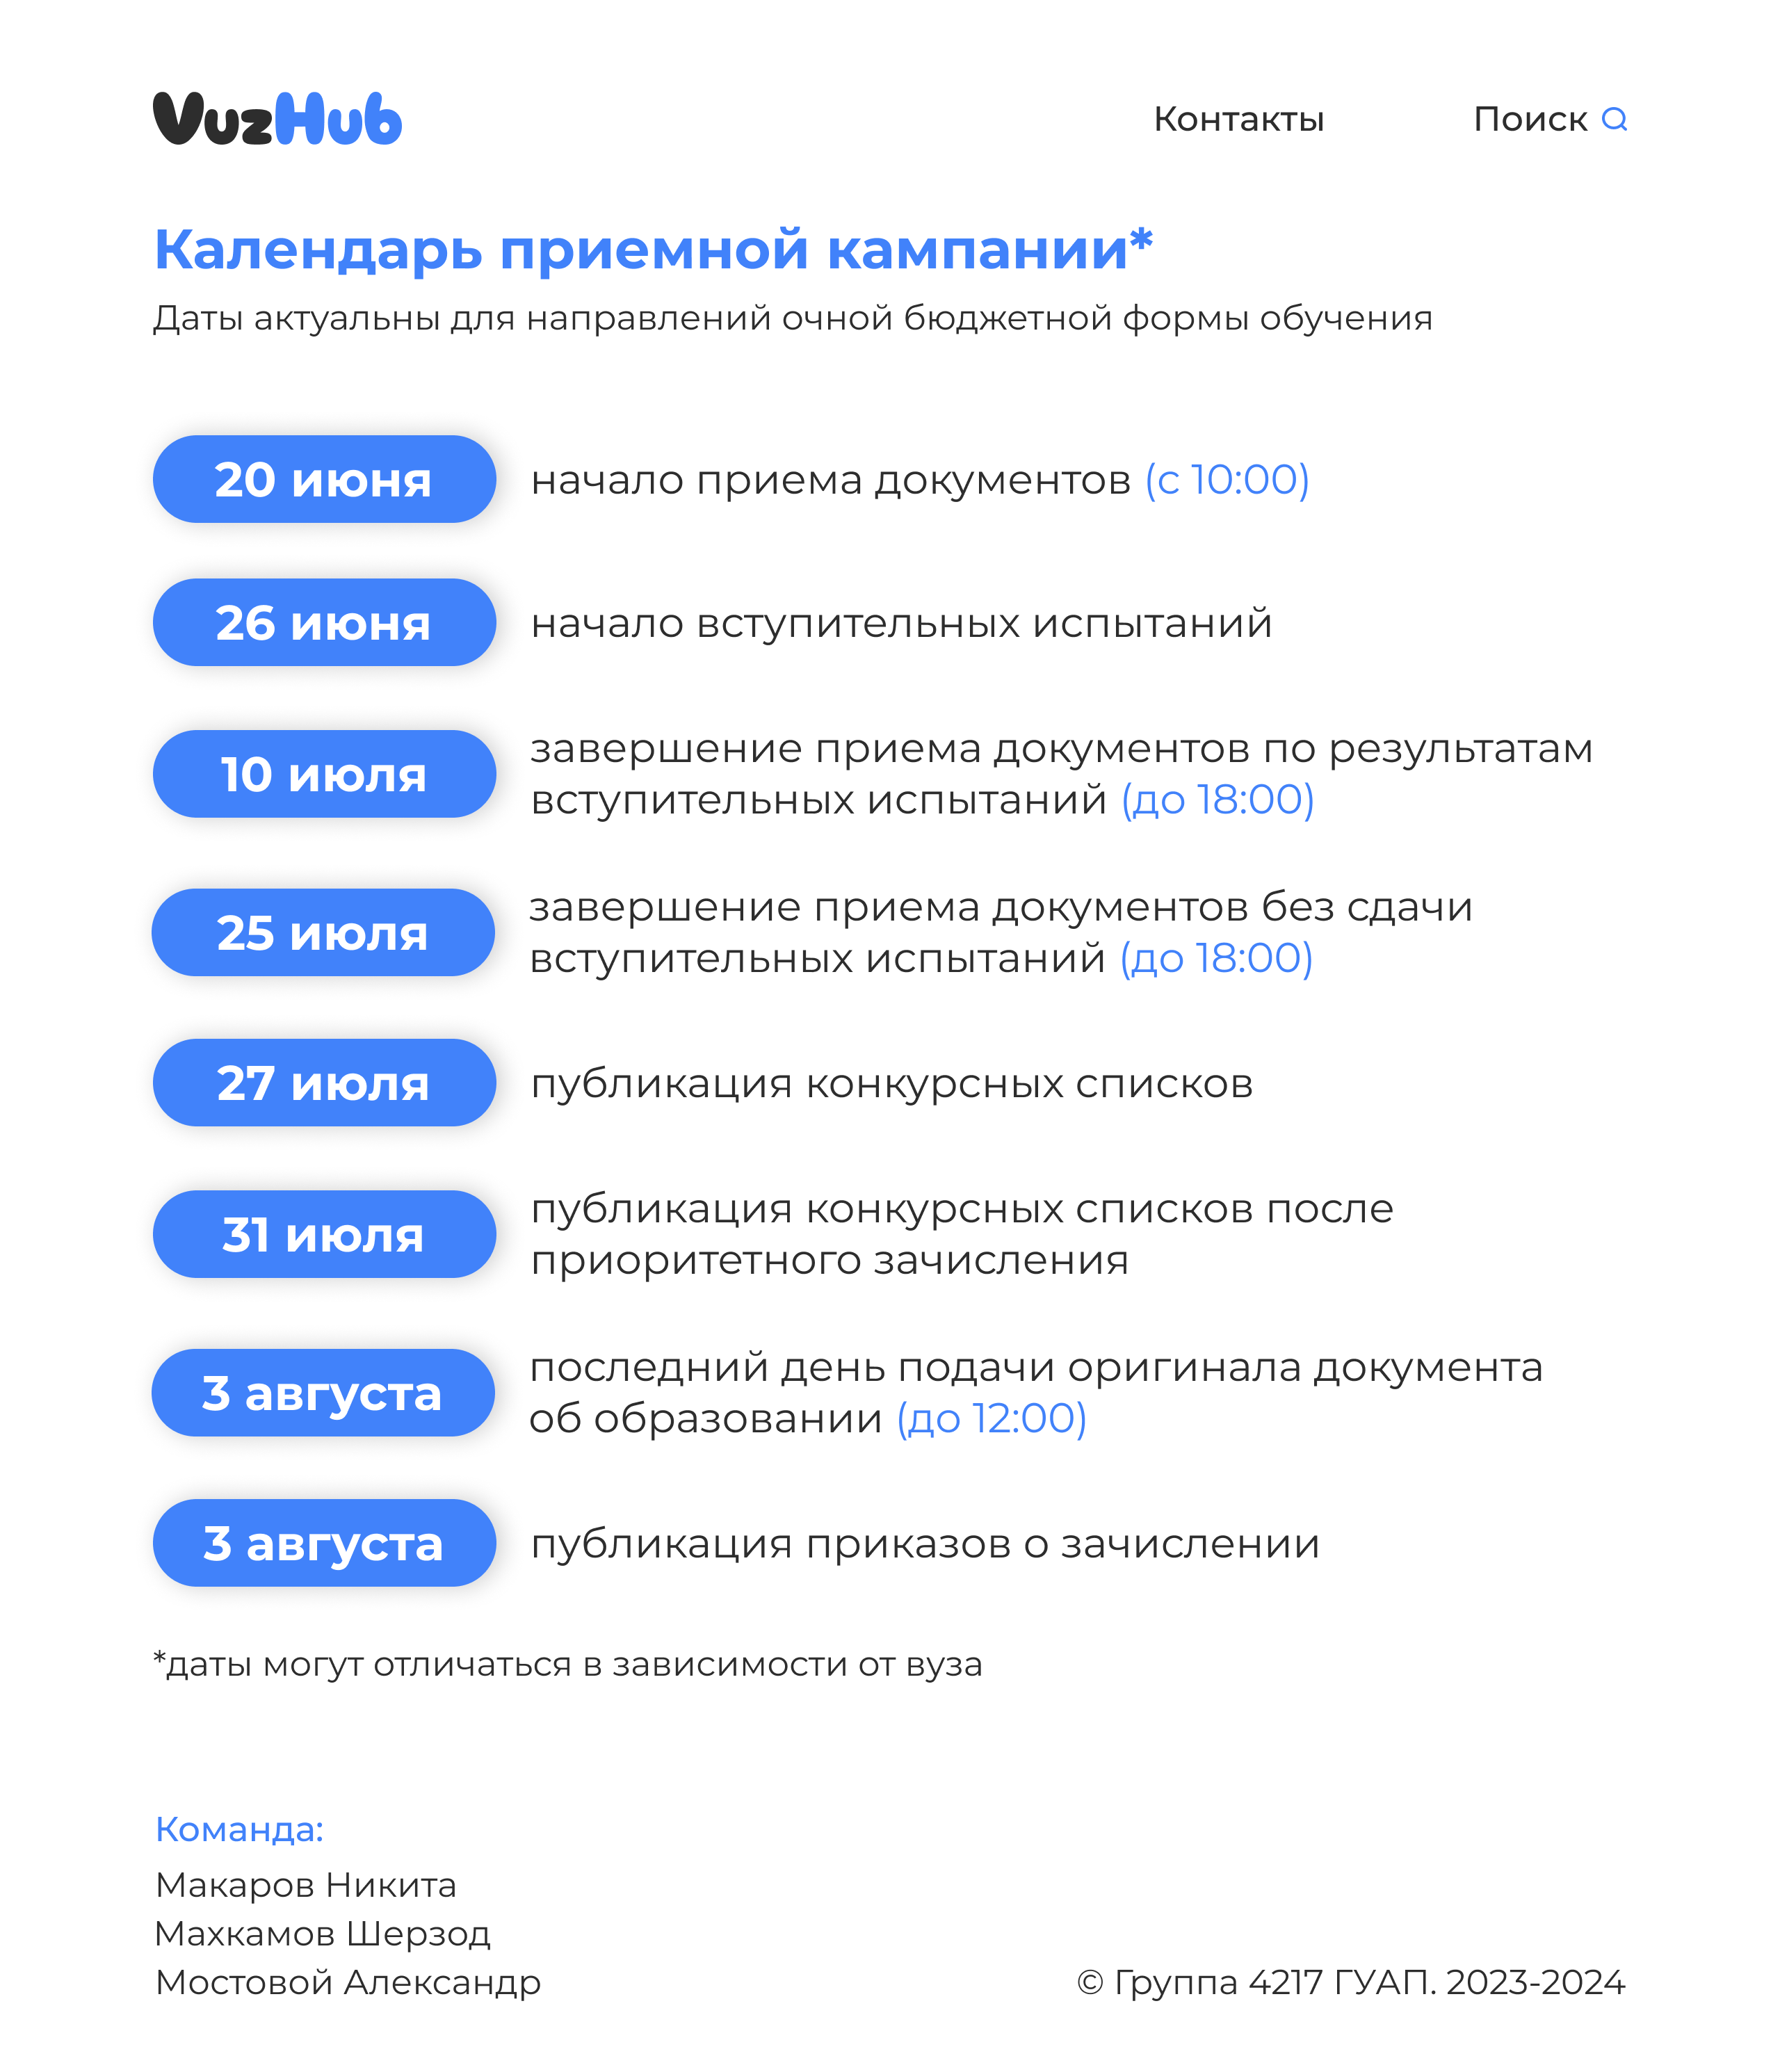 VuzHub
Контакты
Поиск
Календарь приемной кампании*
Даты актуальны для направлений очной бюджетной формы обучения
20 июня
начало приема документов (с 10:00)
26 июня
начало вступительных испытаний
10 июля
завершение приема документов по результатам
вступительных испытаний (до 18:00)
25 июля
завершение приема документов без сдачи
вступительных испытаний (до 18:00)
27 июля
публикация конкурсных списков
31 июля
публикация конкурсных списков после
приоритетного зачисления
3 августа
последний день подачи оригинала документа
об образовании (до 12:00)
3 августа
публикация приказов о зачислении
*даты могут отличаться в зависимости от вуза
Команда:
Макаров Никита
Махкамов Шерзод
Мостовой Александр
© Группа 4217 ГУАП. 2023-2024